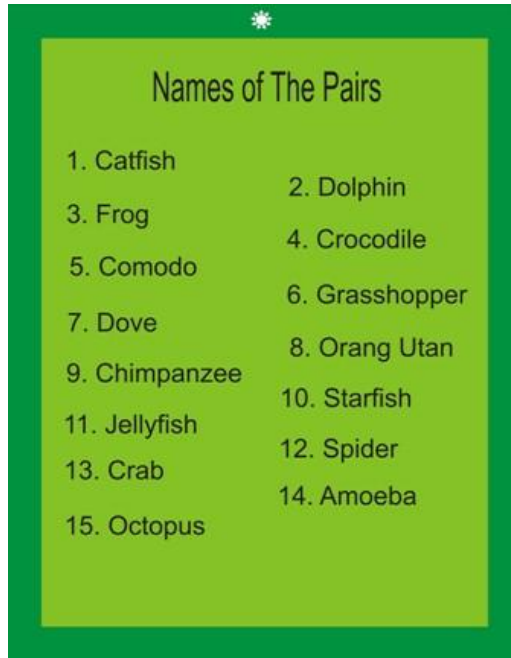 Names of The Pairs
1. Catfish
2. Dolphin
3. Frog
4. Crocodile
5. Comodo
6. Grasshopper
7. Dove
8. Orang Utan
9. Chimpanzee
10. Starfish
11. Jellyfish
12. Spider
13. Crab
14. Amoeba
15. Octopus